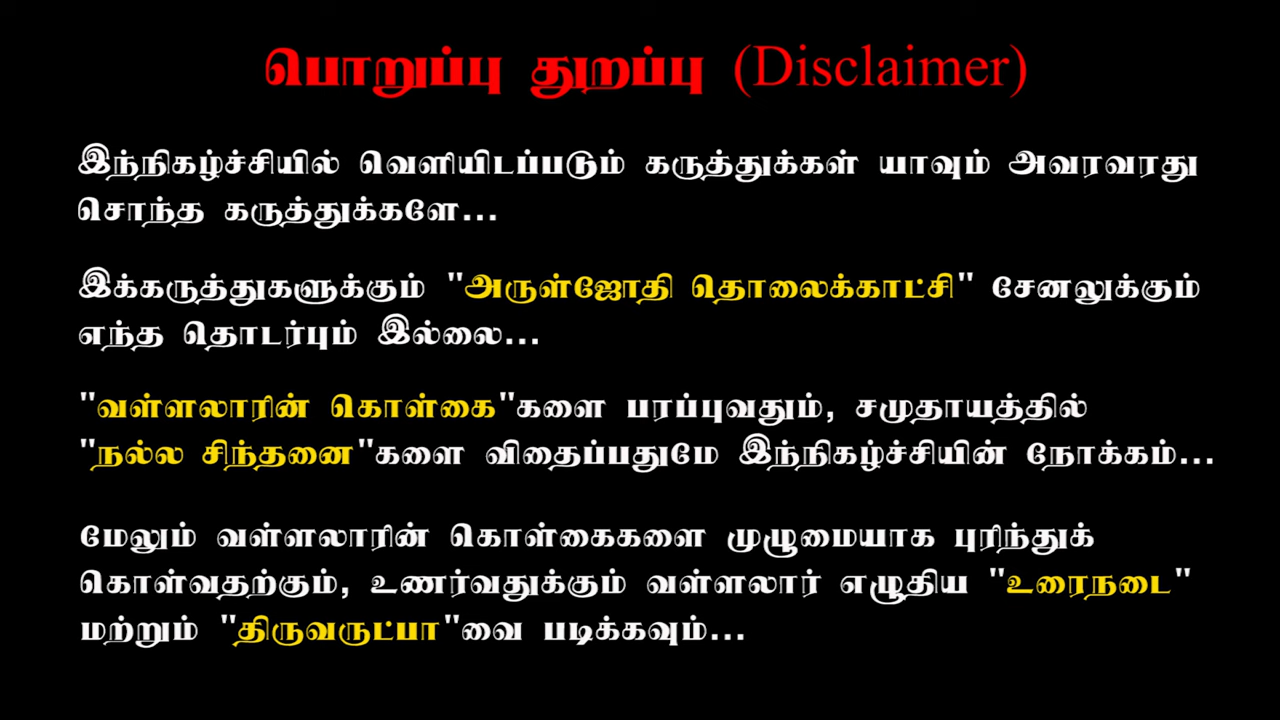 பொறுப்பு துறப்பு (Disclaimer)
இந்நிகழ்ச்சியில் வெளியிடப்படும் கருத்துக்கள் யாவும் அவரவரது
சொந்த கருத்துக்களே...
இக்கருத்துகளுக்கும் "அருள்ஜோதி தொலைக்காட்சி" சேனலுக்கும்
எந்த தொடர்பும் இல்லை...
"வள்ளலாரின் கொள்கை"களை பரப்புவதும், சமுதாயத்தில்
"நல்ல சிந்தனை"களை விதைப்பதுமே இந்நிகழ்ச்சியின் நோக்கம்...
மேலும் வள்ளலாரின் கொள்கைகளை முழுமையாக புரிந்துக்
கொள்வதற்கும், உணர்வதுக்கும் வள்ளலார் எழுதிய "உரைநடை"
மற்றும் "திருவருட்பா"வை படிக்கவும்...